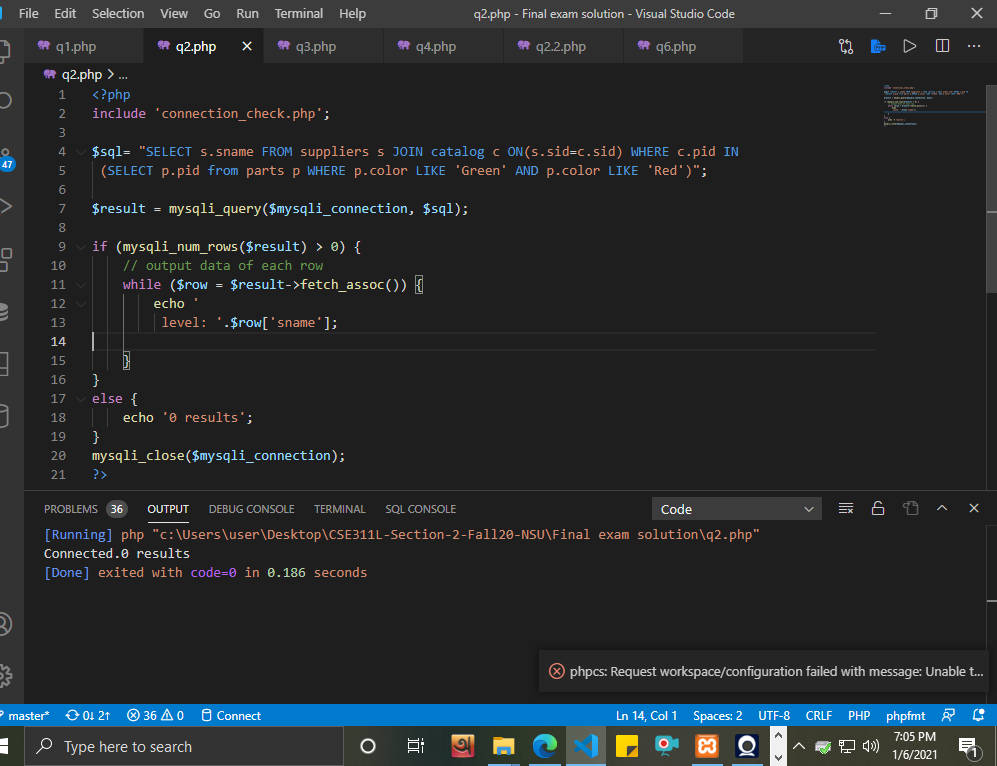 File Edit Selection View Go Run Terminal Help q2.php - Final exam solution - Visual Studio Code
q1.php q2.php q3.php q4.php q2.2.php q6.php
q2.php > ...
1 <?php
2 include 'connection_check.php';
3
4 $sql= "SELECT s.sname FROM suppliers s JOIN catalog c ON(s.sid=c.sid) WHERE c.pid IN
5 (SELECT p.pid from parts p WHERE p.color LIKE 'Green' AND p.color LIKE 'Red')";
6
7 $result = mysqli_query($mysqli_connection, $sql);
8
9 if (mysqli_num_rows($result) > 0) {
10 // output data of each row
11 while ($row = $result->fetch_assoc()) {
12 echo '
13 level: '.$row['sname'];
14
15 }
16 }
17 else {
18 echo '0 results';
19 }
20 mysqli_close($mysqli_connection);
21 ?>
47
PROBLEMS 36 OUTPUT DEBUG CONSOLE TERMINAL SQL CONSOLE Code
[Running] php "c:\Users\user\Desktop\CSE311L-Section-2-Fall20-NSU\Final exam solution\q2.php"
Connected.0 results
[Done] exited with code=0 in 0.186 seconds
phpcs: Request workspace/configuration failed with message: Unable t...
master* 0↓ 2↑ 36 0 Connect Ln 14, Col 1 Spaces: 2 UTF-8 CRLF PHP phpfmt
Type here to search
7:05 PM
1/6/2021
1